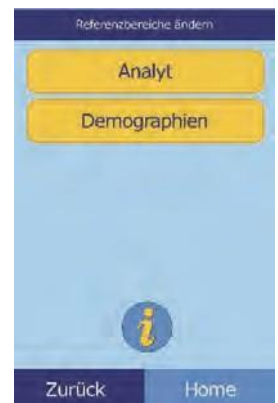 Referenzbereiche ändern
Analyt
Demographien
i
Zurück Home